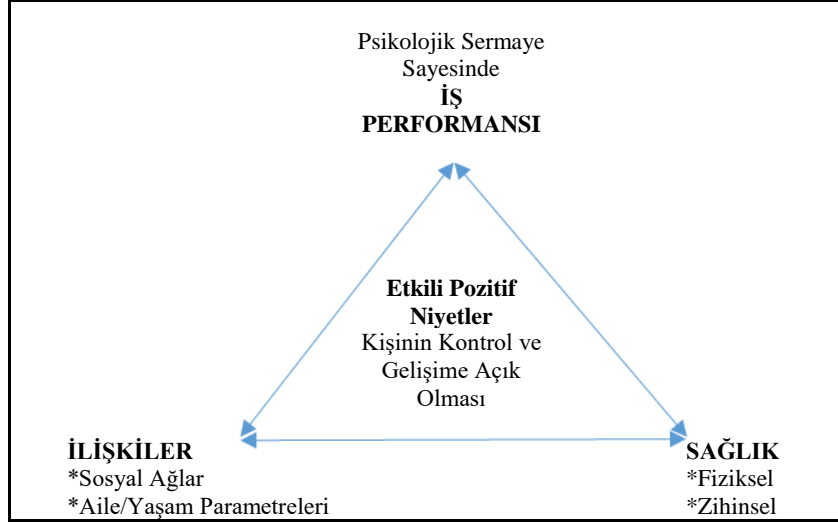 Psikolojik Sermaye
Sayesinde
İŞ
PERFORMANSI
Etkili Pozitif
Niyetler
Kişinin Kontrol ve
Gelişime Açık
Olması
İLİŞKİLER
*Sosyal Ağlar
*Aile/Yaşam Parametreleri
SAĞLIK
*Fiziksel
*Zihinsel